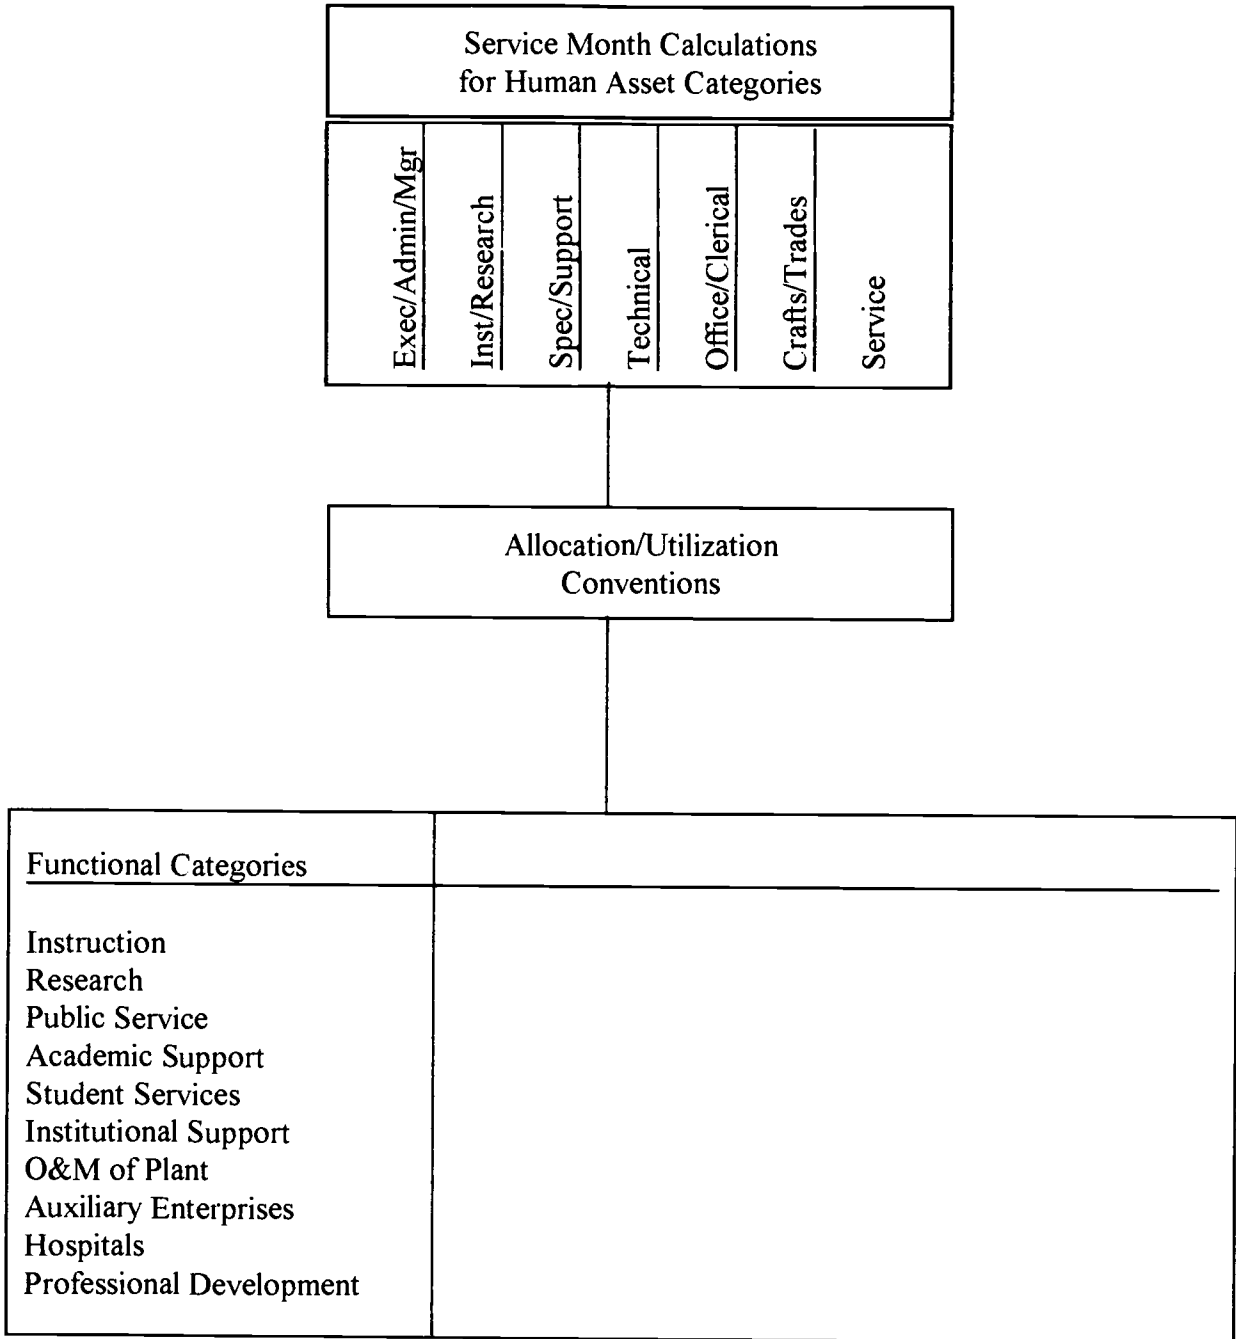 Service Month Calculations
for Human Asset Categories
Exec/Admin/Mgr
Inst/Research
Spec/Support
Technical
Office/Clerical
Crafts/Trades
Service
Allocation/Utilization
Conventions
Functional Categories
Instruction
Research
Public Service
Academic Support
Student Services
Institutional Support
O&M of Plant
Auxiliary Enterprises
Hospitals
Professional Development